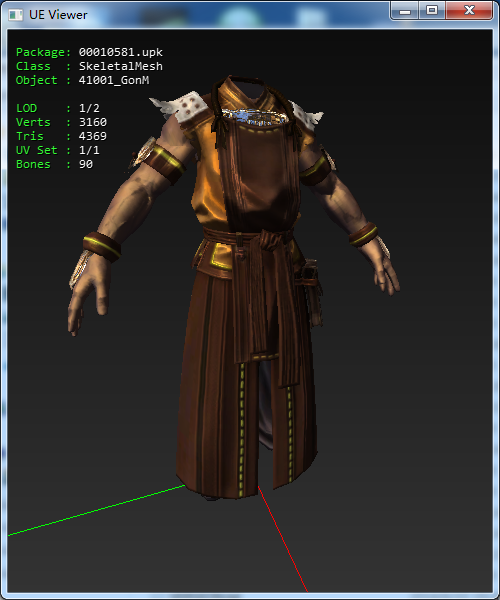 UE Viewer
Package: 00010581.upk
Class : SkeletalMesh
Object : 41001_GonM
LOD : 1/2
Verts : 3160
Tris : 4369
UV Set : 1/1
Bones : 90